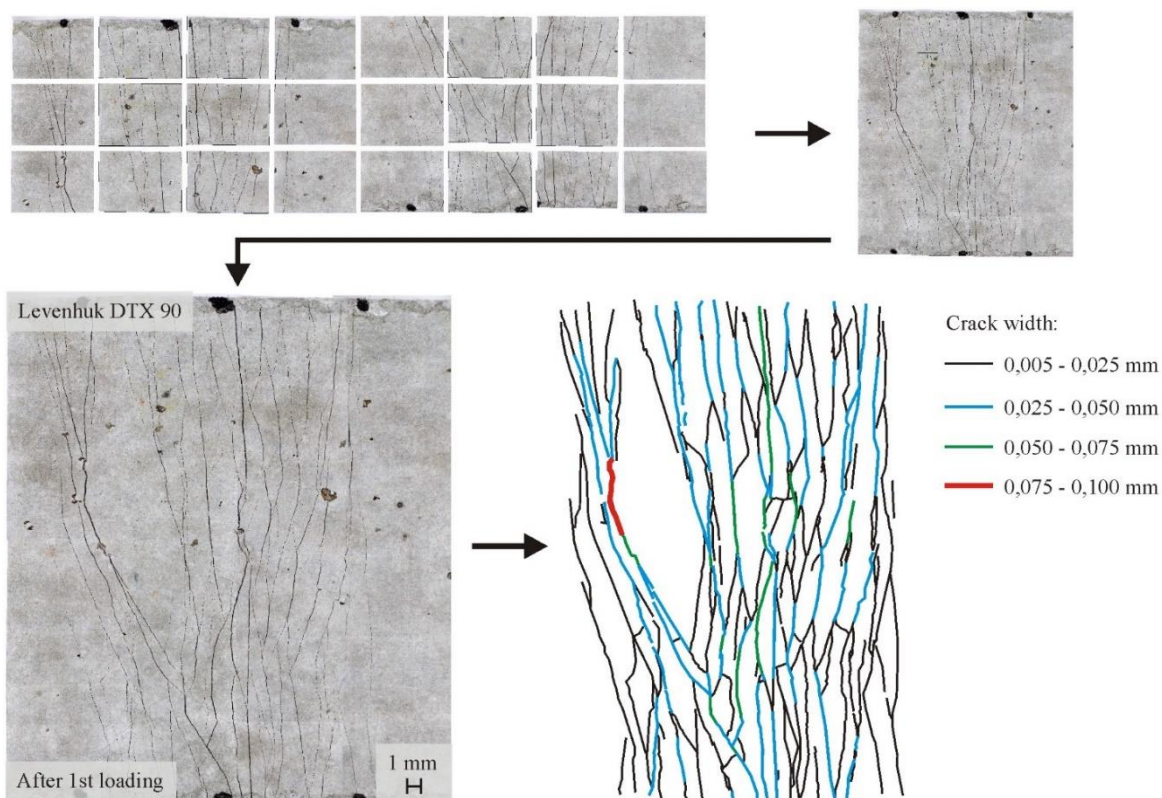 Levenhuk DTX 90
Crack width:
0,005 - 0,025 mm
0,025 - 0,050 mm
0,050 - 0,075 mm
0,075 - 0,100 mm
After 1st loading
1 mm